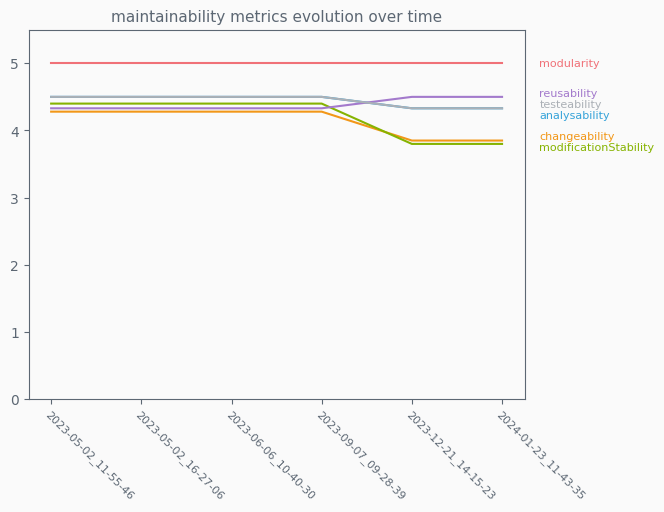 maintainability metrics evolution over time
5
4
3
2
1
0
modularity
reusability
testeability
analysability
changeability
modificationStability
2023-05-02_11-55-46
2023-05-02_16-27-06
2023-06-06_10-40-30
2023-09-07_09-28-39
2023-12-21_14-15-23
2024-01-23_11-43-35